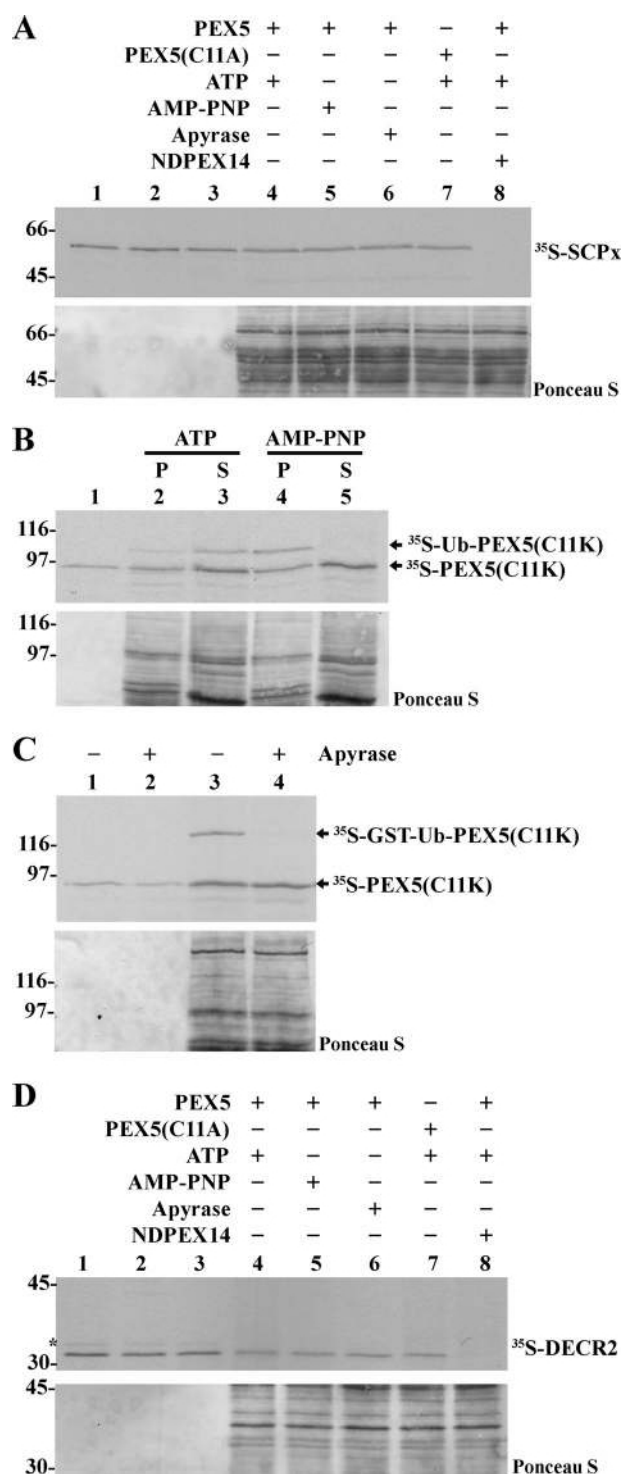 A
PEX5 + + + − +
PEX5(C11A) − − − + −
ATP + − − + +
AMP-PNP − + − − −
Apyrase − − + − −
NDPEX14 − − − − +
1 2 3 4 5 6 7 8
66-
45-
³⁵S-SCPx
66-
45-
Ponceau S
B
ATP AMP-PNP
P S P S
1 2 3 4 5
116-
97-
³⁵S-Ub-PEX5(C11K)
³⁵S-PEX5(C11K)
116-
97-
Ponceau S
C
− + − + Apyrase
1 2 3 4
116-
97-
³⁵S-GST-Ub-PEX5(C11K)
³⁵S-PEX5(C11K)
116-
97-
Ponceau S
D
PEX5 + + + − +
PEX5(C11A) − − − + −
ATP + − − + +
AMP-PNP − + − − −
Apyrase − − + − −
NDPEX14 − − − − +
1 2 3 4 5 6 7 8
45-
*
30-
³⁵S-DECR2
45-
30-
Ponceau S